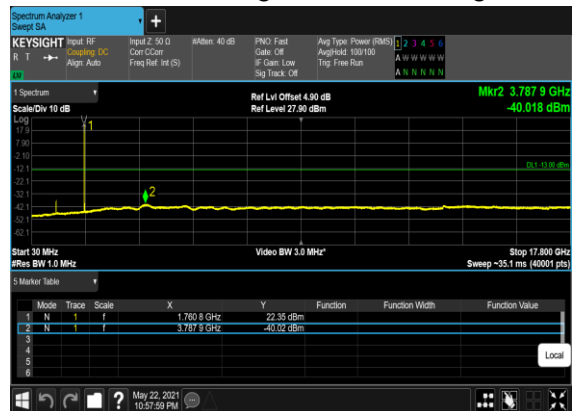 Spectrum Analyzer 1
Swept SA
KEYSIGHT Input: RF Input Z: 50 Ω #Atten: 40 dB PNO: Fast Avg Type: Power (RMS) 1 2 3 4 5 6
R T Coupling: DC Corr CCorr Gate: Off Avg|Hold: 100/100 A W W W W W
Align: Auto Freq Ref: Int (S) IF Gain: Low Trig: Free Run
LXI Sig Track: Off A N N N N N
1 Spectrum Ref Lvl Offset 4.90 dB Mkr2 3.787 9 GHz
Scale/Div 10 dB Ref Level 27.90 dBm -40.018 dBm
Log
17.9 1
7.90
-2.10
-12.1 DL1 -13.00 dBm
-22.1
-32.1 2
-42.1
-52.1
-62.1
Start 30 MHz Video BW 3.0 MHz* Stop 17.800 GHz
#Res BW 1.0 MHz Sweep ~35.1 ms (40001 pts)
5 Marker Table
Mode Trace Scale X Y Function Function Width Function Value
1 N 1 f 1.760 8 GHz 22.35 dBm
2 N 1 f 3.787 9 GHz -40.02 dBm
3
4
5
6
Local
? May 22, 2021
10:57:59 PM